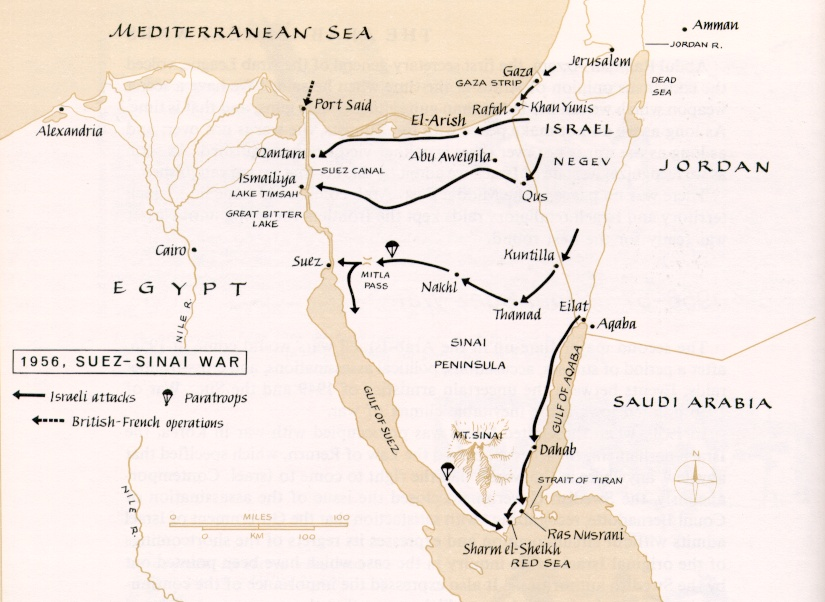 MEDITERRANEAN SEA
Amman
JORDAN R.
Jerusalem
Gaza
GAZA STRIP
DEAD
SEA
Port Said
Rafah
Khan Yunis
Alexandria
El-Arish
ISRAEL
Qantara
Abu Aweigila
NEGEV
JORDAN
SUEZ CANAL
Ismailiya
LAKE TIMSAH
Qus
GREAT BITTER
LAKE
Cairo
Suez
Kuntilla
MITLA
PASS
Nakhl
EGYPT
Thamad
Eilat
Aqaba
NILE R.
SINAI
PENINSULA
1956, SUEZ-SINAI WAR
Israeli attacks
Paratroops
British-French operations
GULF OF SUEZ
GULF OF AQABA
SAUDI ARABIA
MT. SINAI
Dahab
STRAIT OF TIRAN
NILE R.
0 MILES 100
0 KM 100
Ras Nusrani
Sharm el-Sheikh
RED SEA